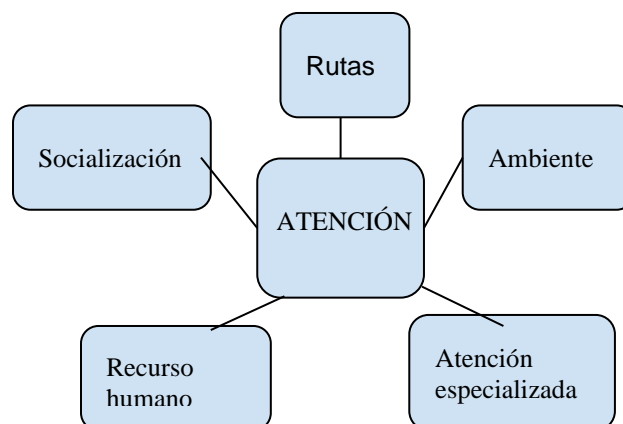 Rutas
Socialización
Ambiente
ATENCIÓN
Recurso
humano
Atención
especializada